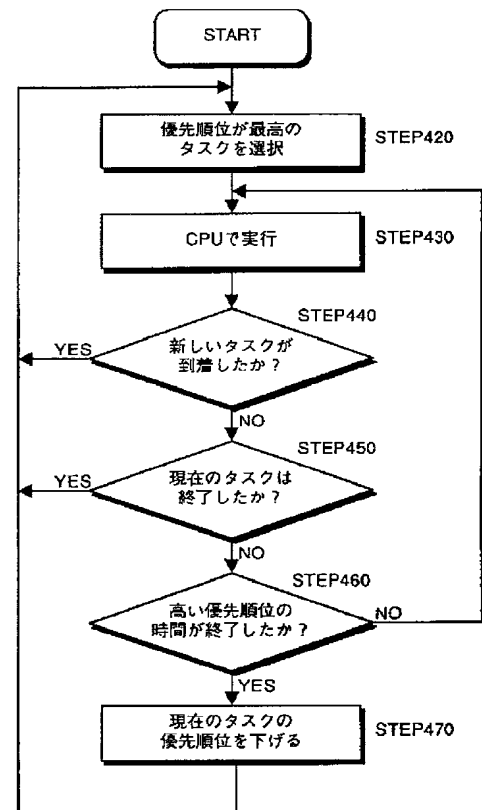 START
優先順位が最高の
タスクを選択
STEP420
CPUで実行
STEP430
STEP440
新しいタスクが
到着したか？
YES
NO
STEP450
現在のタスクは
終了したか？
YES
NO
STEP460
高い優先順位の
時間が終了したか？
NO
YES
現在のタスクの
優先順位を下げる
STEP470